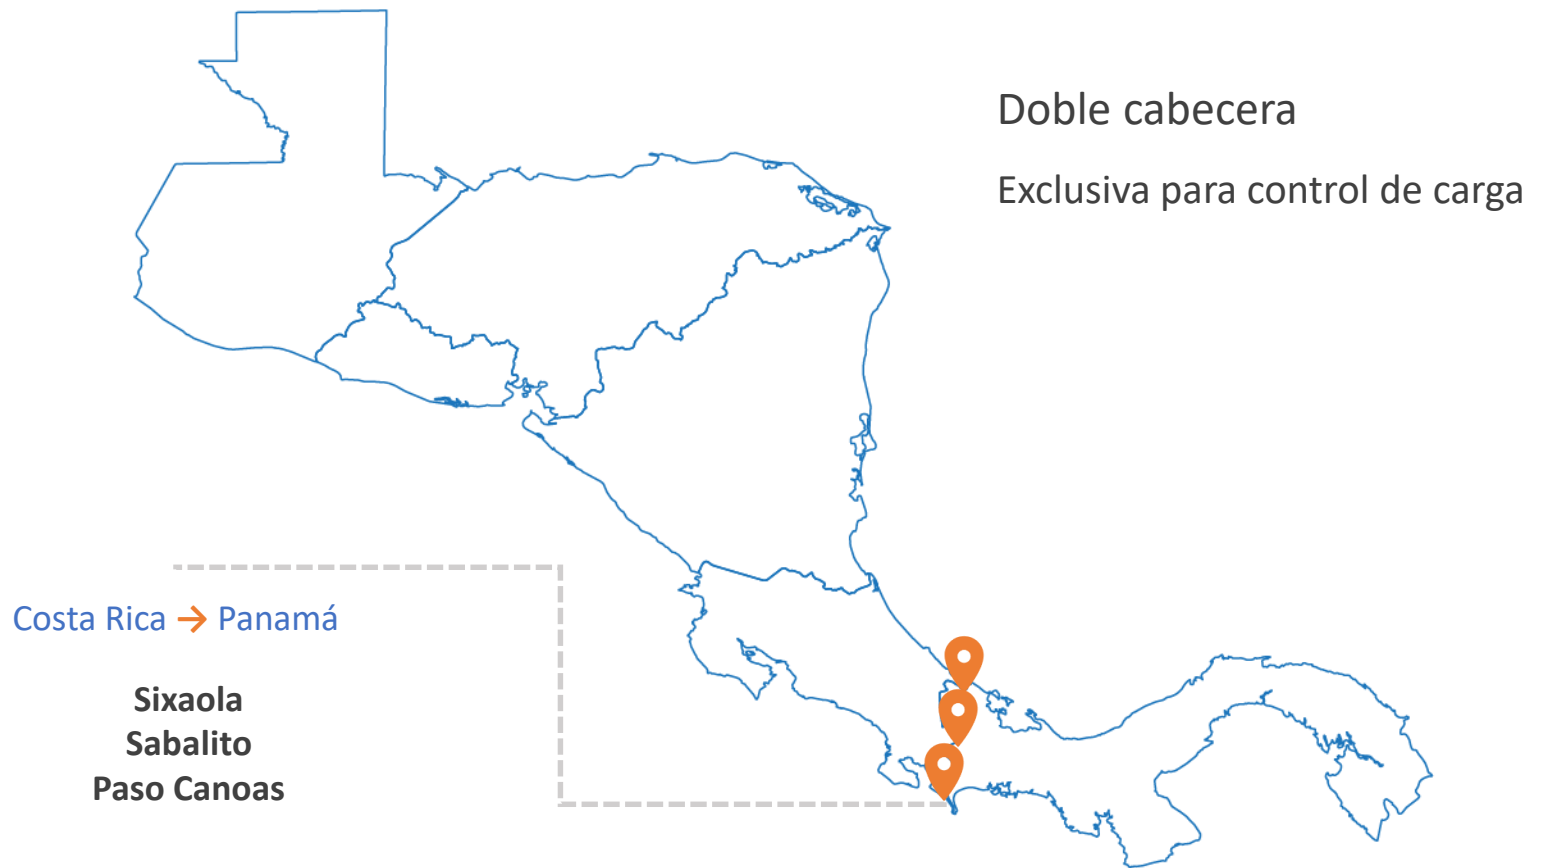 Doble cabecera
Exclusiva para control de carga
Costa Rica → Panamá
Sixaola
Sabalito
Paso Canoas